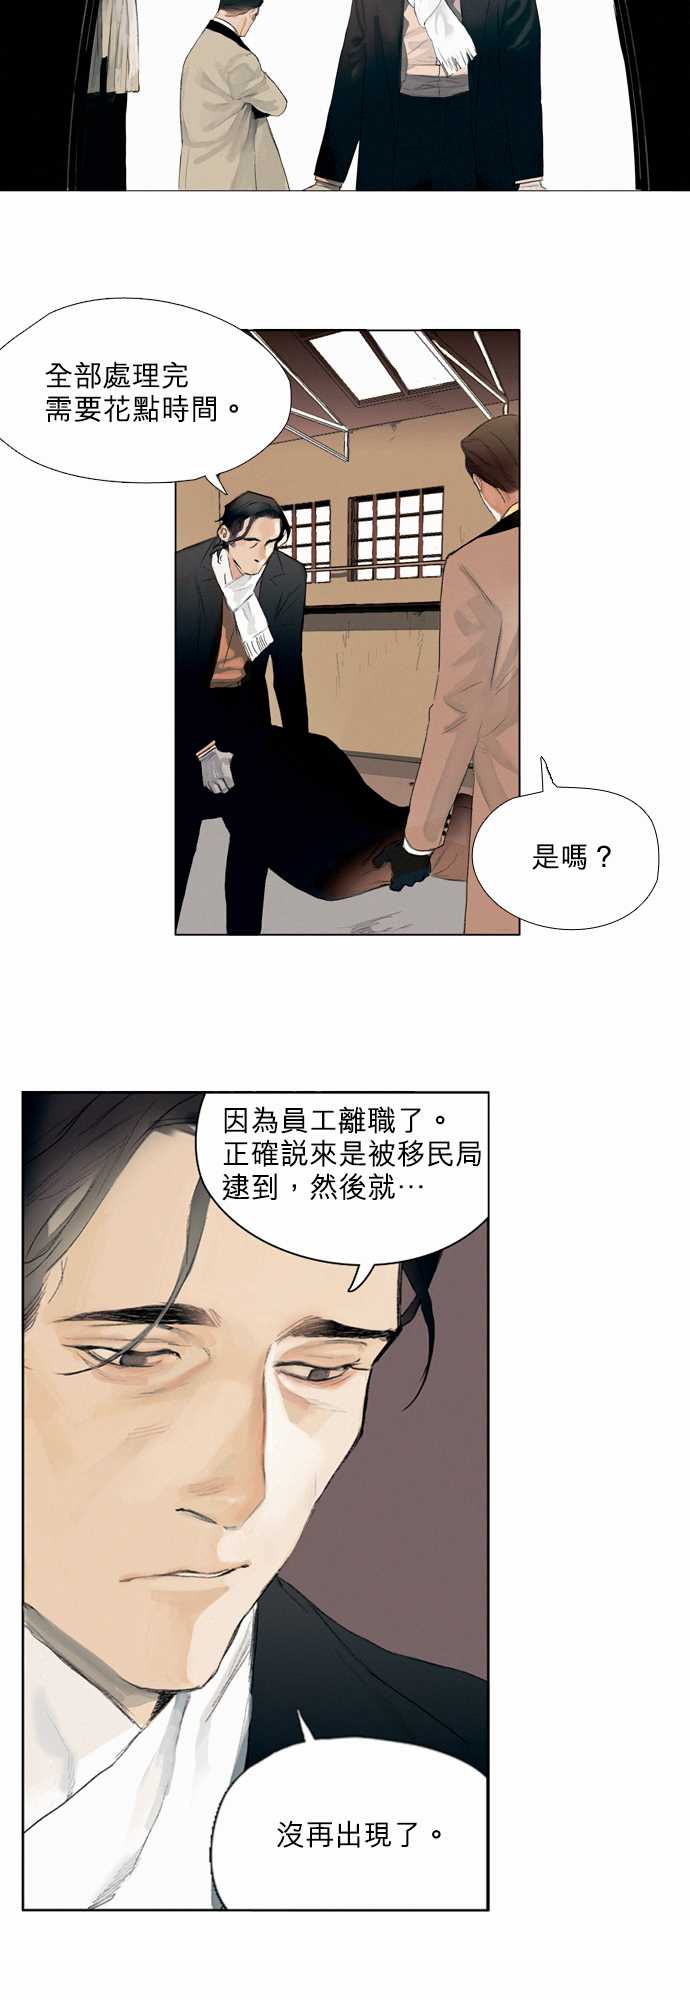 全部處理完
需要花點時間。
是嗎？
因為員工離職了。
正確説來是被移民局
逮到，然後就…
沒再出現了。